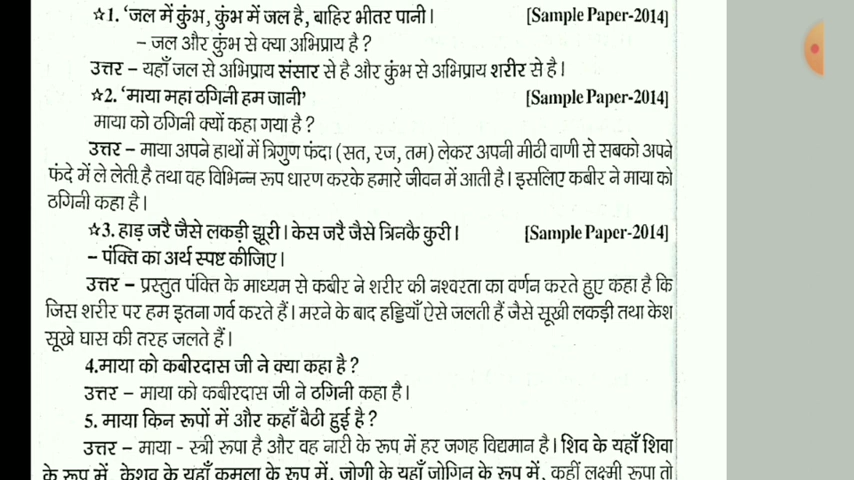 ☆1. 'जल में कुंभ, कुंभ में जल है, बाहिर भीतर पानी। [Sample Paper-2014]
– जल और कुंभ से क्या अभिप्राय है?
उत्तर – यहाँ जल से अभिप्राय संसार से है और कुंभ से अभिप्राय शरीर से है।
☆2. 'माया महा ठगिनी हम जानी' [Sample Paper-2014]
माया को ठगिनी क्यों कहा गया है?
उत्तर – माया अपने हाथों में त्रिगुण फंदा (सत, रज, तम) लेकर अपनी मीठी वाणी से सबको अपने
फंदे में ले लेती है तथा वह विभिन्न रूप धारण करके हमारे जीवन में आती है। इसलिए कबीर ने माया को
ठगिनी कहा है।
☆3. हाड़ जरै जैसे लकड़ी झूरी। केस जरै जैसे त्रिनकै कुरी। [Sample Paper-2014]
– पंक्ति का अर्थ स्पष्ट कीजिए।
उत्तर – प्रस्तुत पंक्ति के माध्यम से कबीर ने शरीर की नश्वरता का वर्णन करते हुए कहा है कि
जिस शरीर पर हम इतना गर्व करते हैं। मरने के बाद हड्डियाँ ऐसे जलती हैं जैसे सूखी लकड़ी तथा केश
सूखे घास की तरह जलते हैं।
4.माया को कबीरदास जी ने क्या कहा है?
उत्तर – माया को कबीरदास जी ने ठगिनी कहा है।
5. माया किन रूपों में और कहाँ बैठी हुई है?
उत्तर – माया - स्त्री रूपा है और वह नारी के रूप में हर जगह विद्यमान है। शिव के यहाँ शिवा
के रूप में, केशव के यहाँ कमला के रूप में, जोगी के यहाँ जोगिन के रूप में, कहीं लक्ष्मी रूपा तो